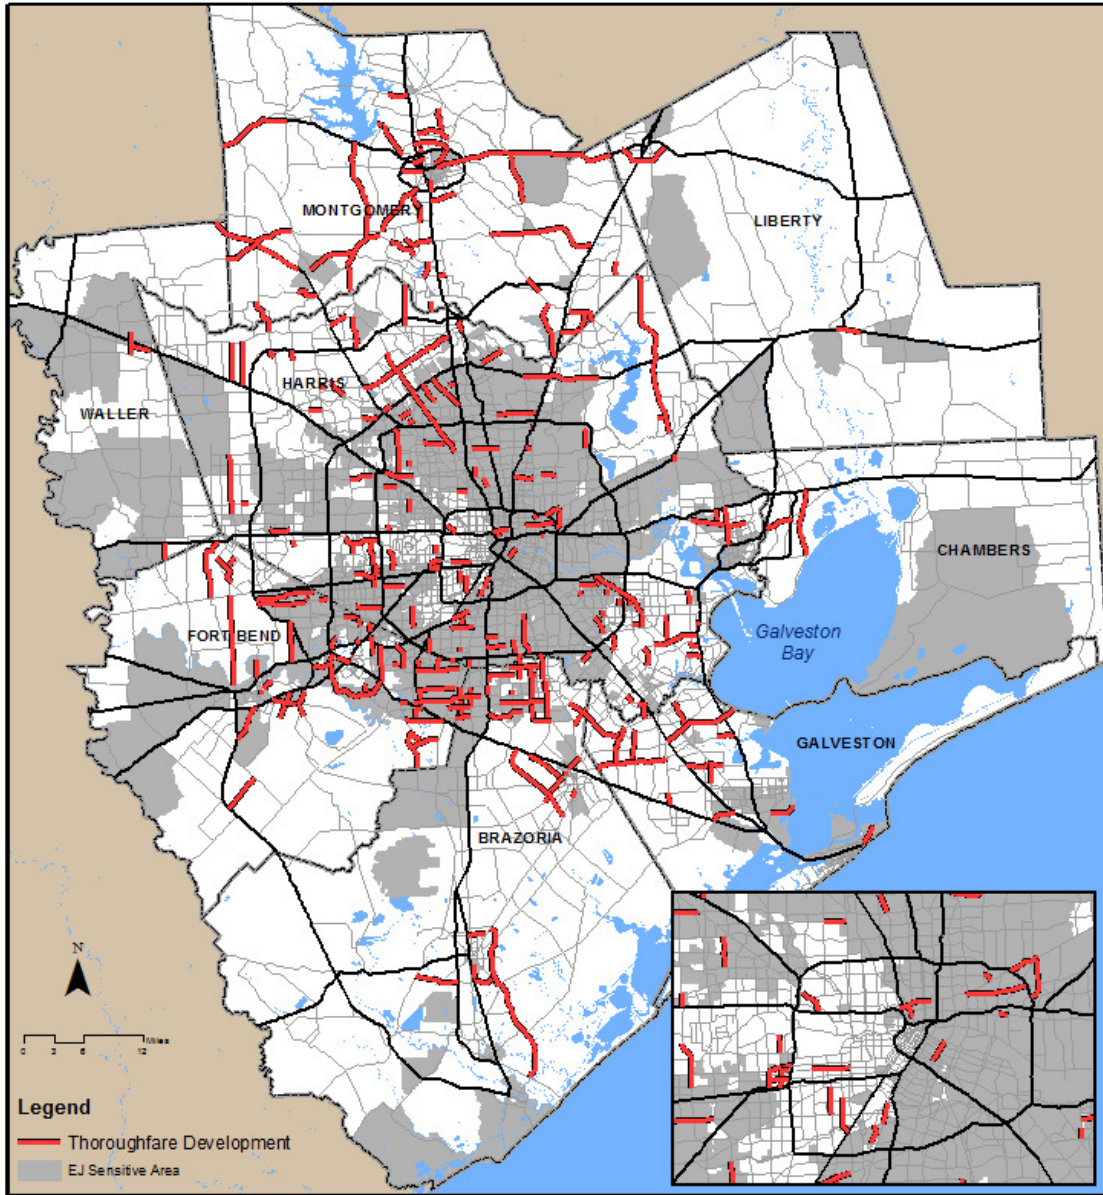 MONTGOMERY
LIBERTY
HARRIS
WALLER
CHAMBERS
FORT BEND
Galveston
Bay
GALVESTON
BRAZORIA
N
Miles
0 3 6 12
Legend
Thoroughfare Development
EJ Sensitive Area